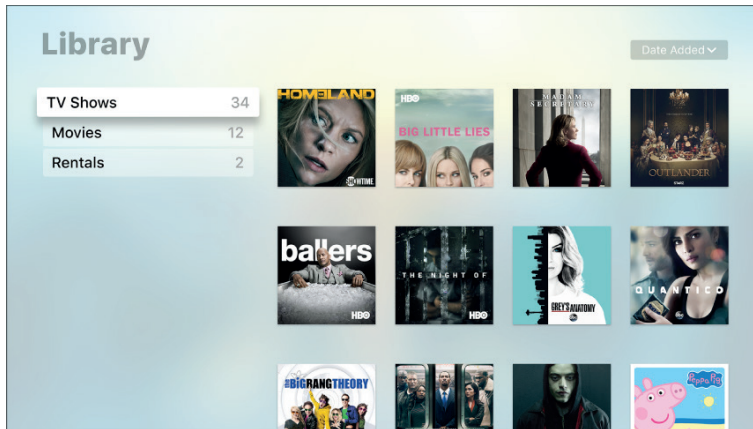 Library
Date Added
TV Shows 34
Movies 12
Rentals 2
HOMELAND
SHOWTIME
HBO
BIG LITTLE LIES
MADAM
SECRETARY
OUTLANDER
ballers
HBO
THE NIGHT OF
HBO
GREY'S ANATOMY
abc
QUANTICO
THE BIG BANG THEORY
Peppa Pig